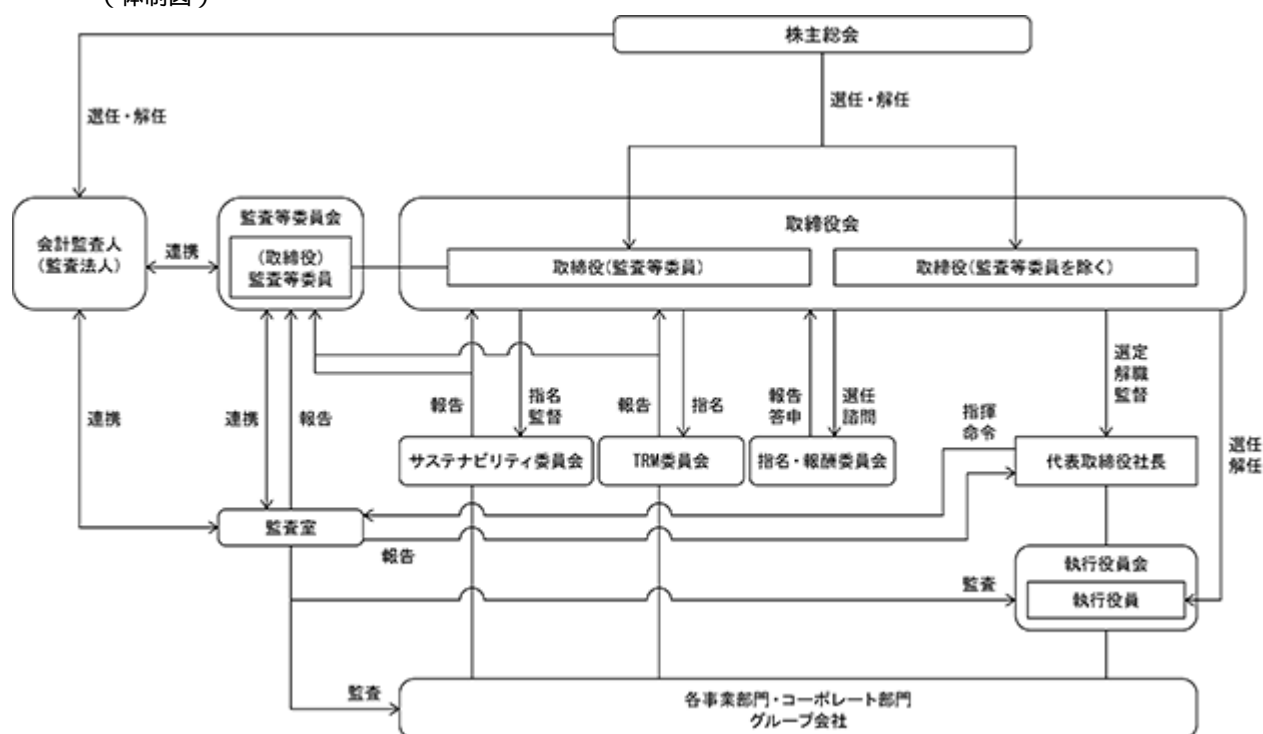 （体制図）
株主総会
選任・解任
選任・解任
会計監査人
（監査法人）
連携
監査等委員会
（取締役）
監査等委員
取締役会
取締役（監査等委員）
取締役（監査等委員を除く）
連携
連携
報告
報告
指名
監督
報告
指名
報告
答申
選任
諮問
指揮
命令
選定
解職
監督
選任
解任
サステナビリティ委員会
TRM委員会
指名・報酬委員会
代表取締役社長
監査室
報告
執行役員会
執行役員
監査
監査
各事業部門・コーポレート部門
グループ会社